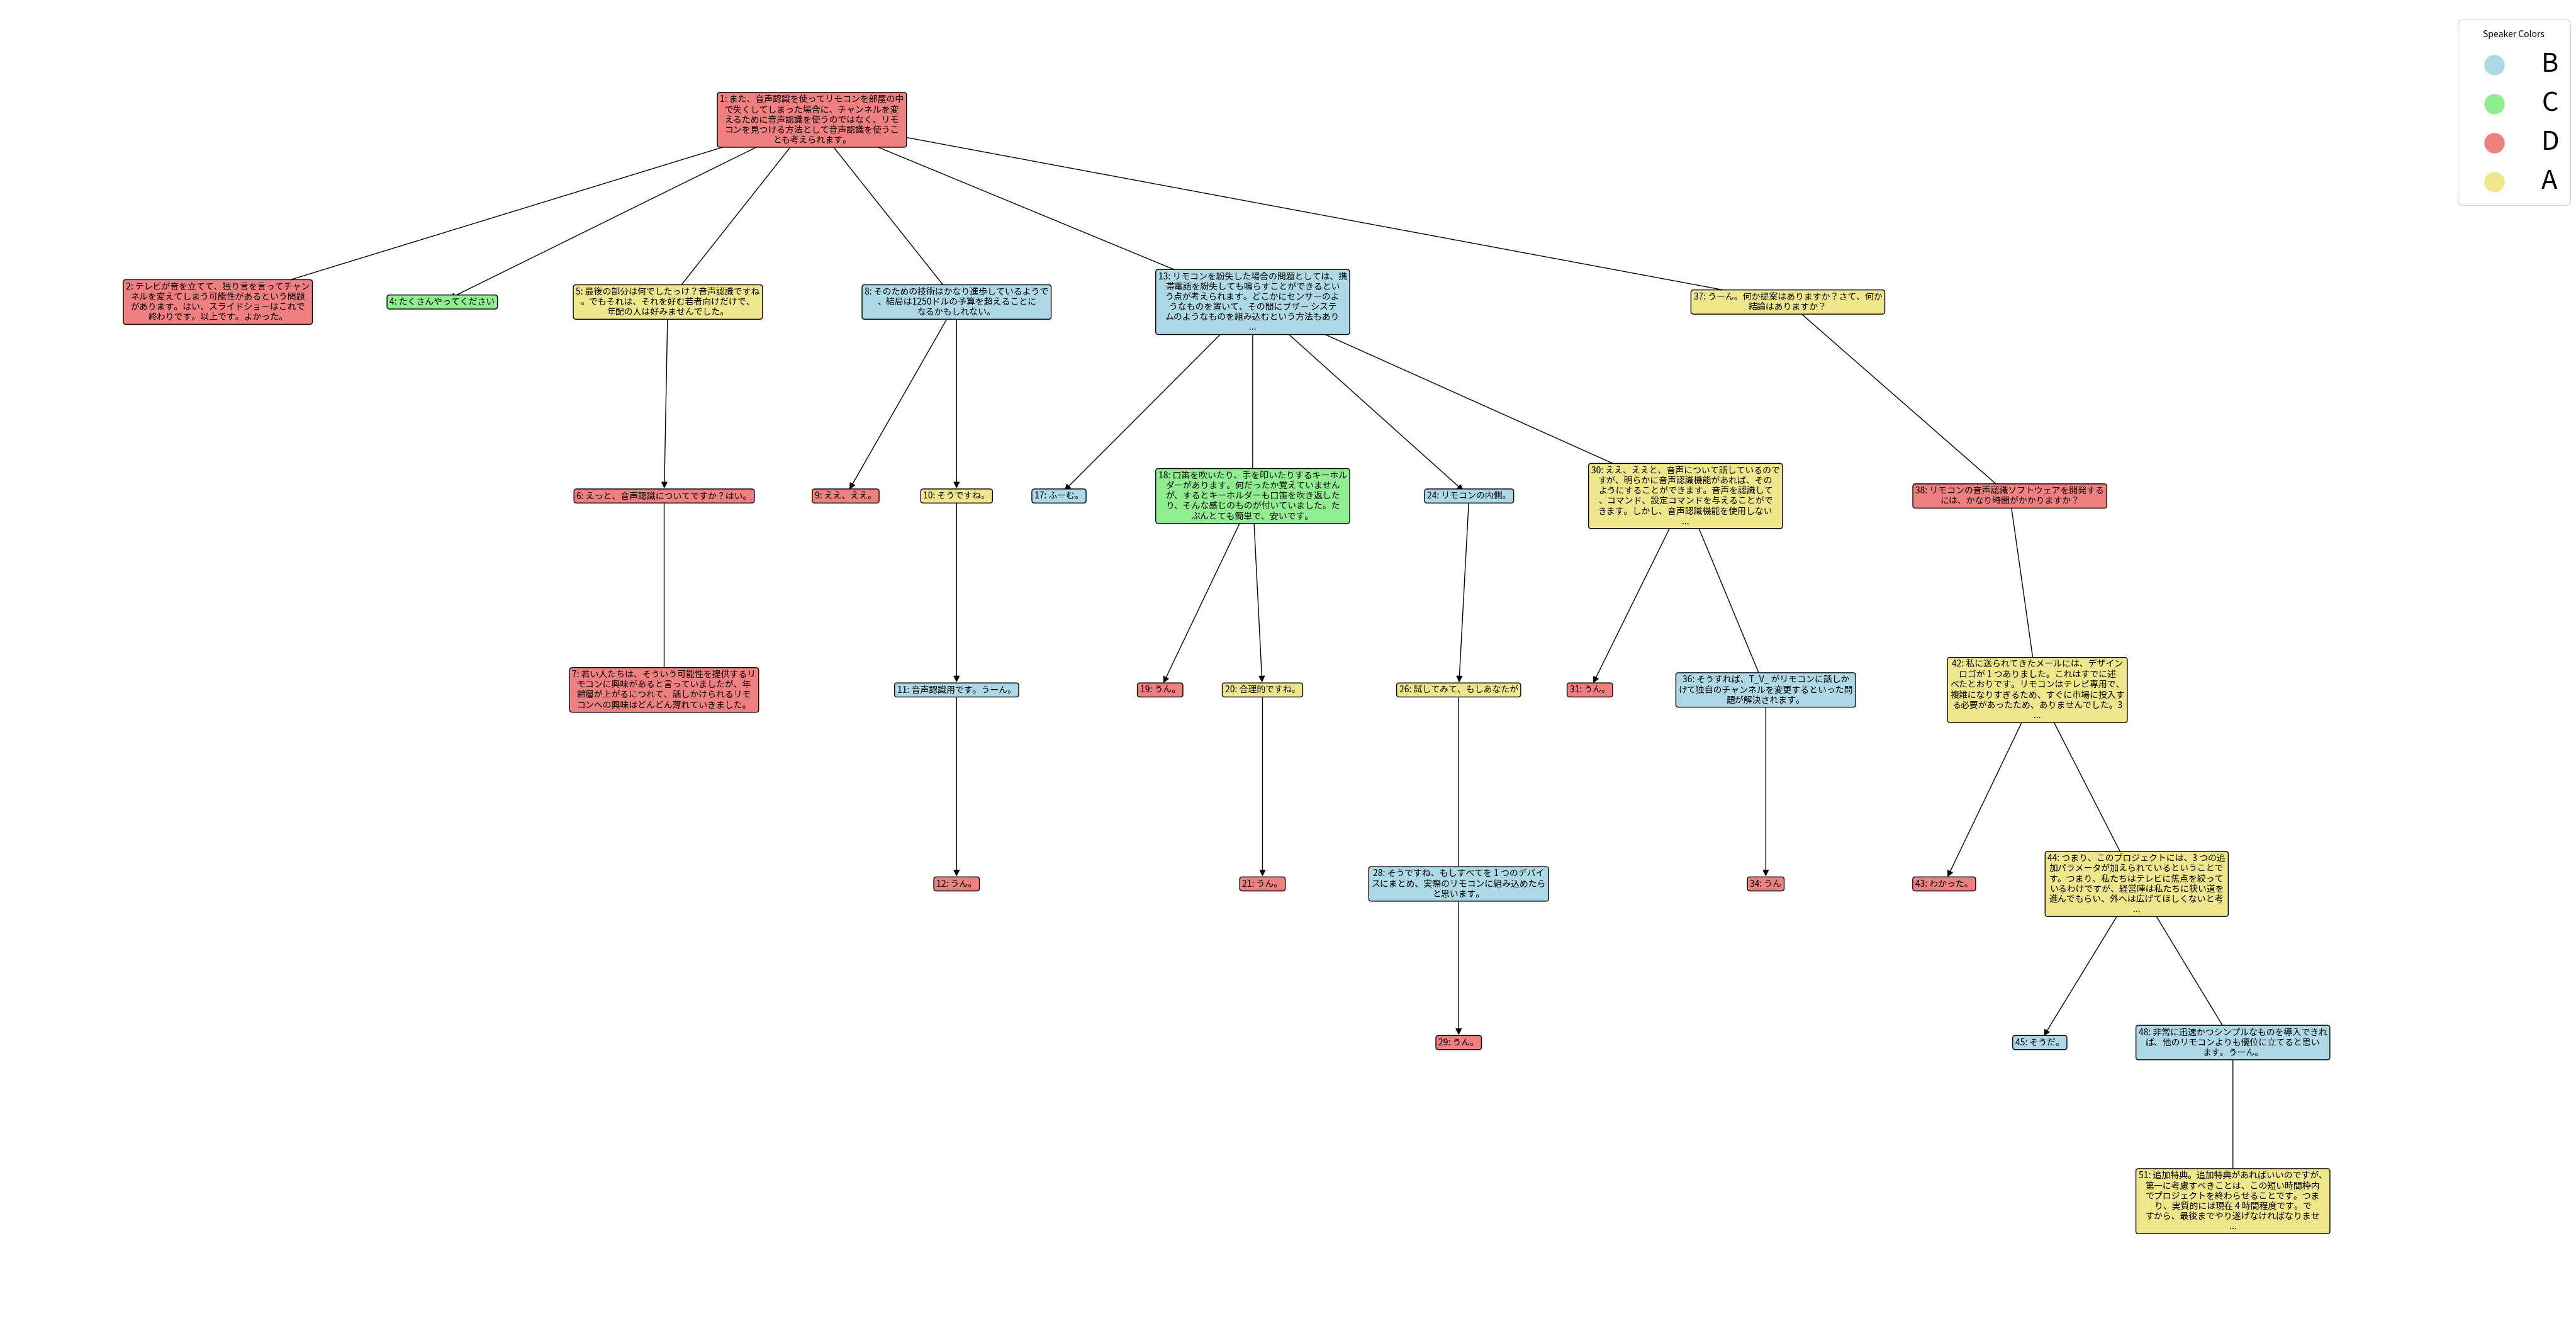 Speaker Colors
B
C
D
A
1: また、音声認識を使ってリモコンを部屋の中
で失くしてしまった場合に、チャンネルを変
えるために音声認識を使うのではなく、リモ
コンを見つける方法として音声認識を使うこ
とも考えられます。
2: テレビが音を立てて、独り言を言ってチャン
ネルを変えてしまう可能性があるという問題
があります。はい、スライドショーはこれで
終わりです。以上です。よかった。
4: たくさんやってください
5: 最後の部分は何でしたっけ？音声認識ですね
。でもそれは、それを好む若者向けだけで、
年配の人は好みませんでした。
8: そのための技術はかなり進歩しているようで
、結局は1250ドルの予算を超えることに
なるかもしれない。
13: リモコンを紛失した場合の問題としては、携
帯電話を紛失しても鳴らすことができるとい
う点が考えられます。どこかにセンサーのよ
うなものを置いて、その間にブザー システ
ムのようなものを組み込むという方法もあり
...
37: うーん。何か提案はありますか？さて、何か
結論はありますか？
6: えっと、音声認識についてですか？はい。
9: ええ、ええ。
10: そうですね。
17: ふーむ。
18: 口笛を吹いたり、手を叩いたりするキーホル
ダーがあります。何だったか覚えていません
が、するとキーホルダーも口笛を吹き返した
り、そんな感じのものが付いていました。た
ぶんとても簡単で、安いです。
24: リモコンの内側。
30: ええ、ええと、音声について話しているので
すが、明らかに音声認識機能があれば、その
ようにすることができます。音声を認識して
、コマンド、設定コマンドを与えることがで
きます。しかし、音声認識機能を使用しない
...
38: リモコンの音声認識ソフトウェアを開発する
には、かなり時間がかかりますか？
7: 若い人たちは、そういう可能性を提供するリ
モコンに興味があると言っていましたが、年
齢層が上がるにつれて、話しかけられるリモ
コンへの興味はどんどん薄れていきました。
11: 音声認識用です。うーん。
19: うん。
20: 合理的ですね。
26: 試してみて、もしあなたが
31: うん。
36: そうすれば、T_V_ がリモコンに話しか
けて独自のチャンネルを変更するといった問
題が解決されます。
42: 私に送られてきたメールには、デザイン
ロゴが 1 つありました。これはすでに述
べたとおりです。リモコンはテレビ専用で、
複雑になりすぎるため、すぐに市場に投入す
る必要があったため、ありませんでした。3
...
12: うん。
21: うん。
28: そうですね、もしすべてを 1 つのデバイ
スにまとめ、実際のリモコンに組み込めたら
と思います。
34: うん
43: わかった。
44: つまり、このプロジェクトには、3 つの追
加パラメータが加えられているということで
す。つまり、私たちはテレビに焦点を絞って
いるわけですが、経営陣は私たちに狭い道を
進んでもらい、外へは広げてほしくないと考
...
29: うん。
45: そうだ。
48: 非常に迅速かつシンプルなものを導入できれ
ば、他のリモコンよりも優位に立てると思い
ます。うーん。
51: 追加特典。追加特典があればいいのですが、
第一に考慮すべきことは、この短い時間枠内
でプロジェクトを終わらせることです。つま
り、実質的には現在 4 時間程度です。で
すから、最後までやり遂げなければなりませ
...